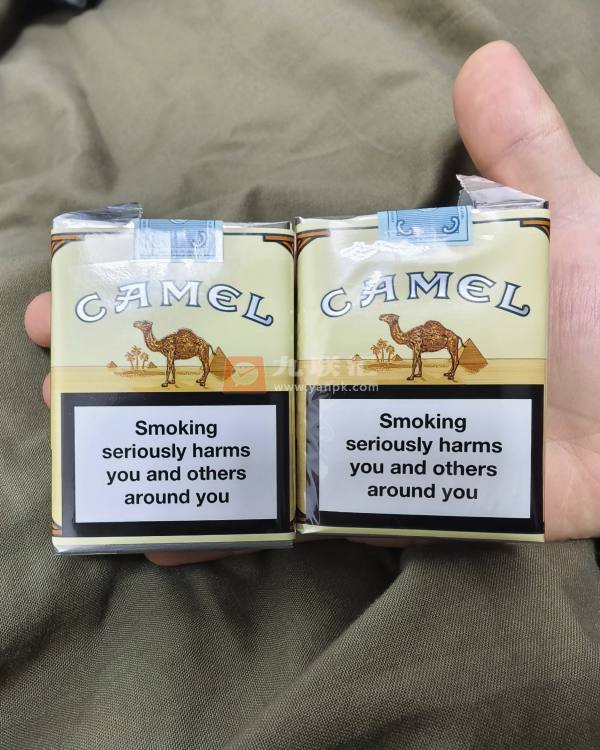 CAMEL
Smoking
seriously harms
you and others
around you
CAMEL
Smoking
seriously harms
you and others
around you
www.yanpk.com